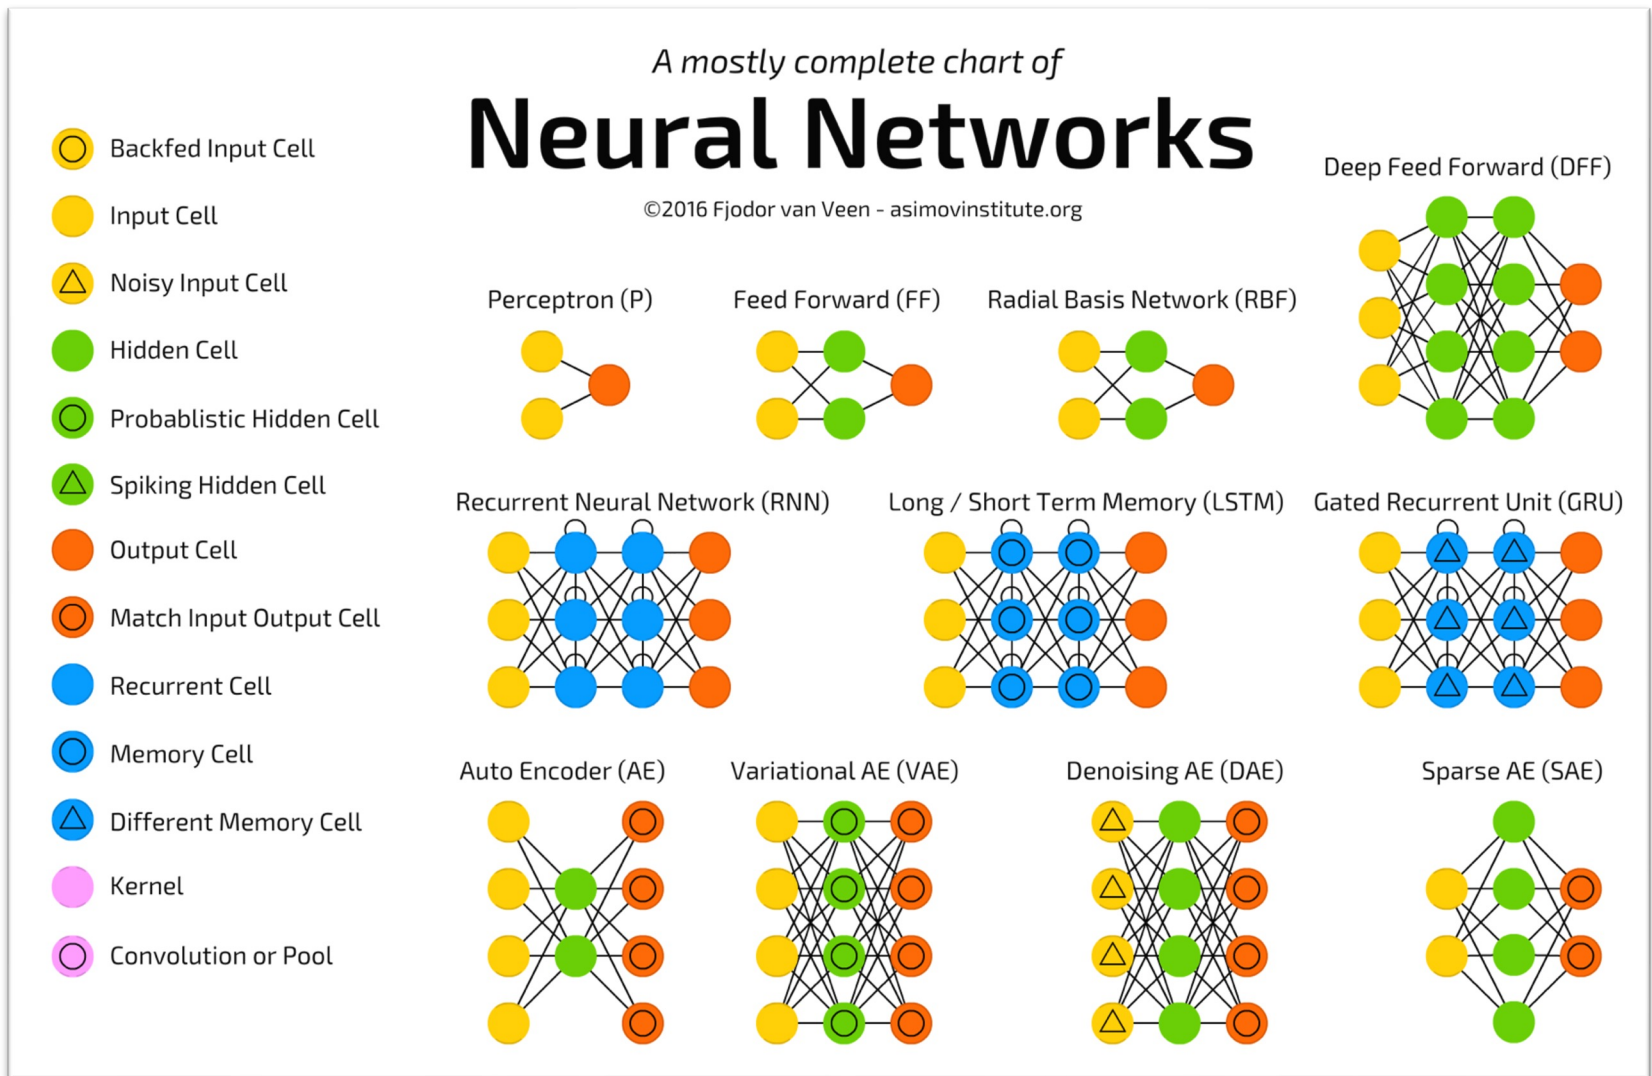 A mostly complete chart of
Neural Networks
©2016 Fjodor van Veen - asimovinstitute.org
Backfed Input Cell
Input Cell
Noisy Input Cell
Hidden Cell
Probablistic Hidden Cell
Spiking Hidden Cell
Output Cell
Match Input Output Cell
Recurrent Cell
Memory Cell
Different Memory Cell
Kernel
Convolution or Pool
Deep Feed Forward (DFF)
Perceptron (P)
Feed Forward (FF)
Radial Basis Network (RBF)
Recurrent Neural Network (RNN)
Long / Short Term Memory (LSTM)
Gated Recurrent Unit (GRU)
Auto Encoder (AE)
Variational AE (VAE)
Denoising AE (DAE)
Sparse AE (SAE)